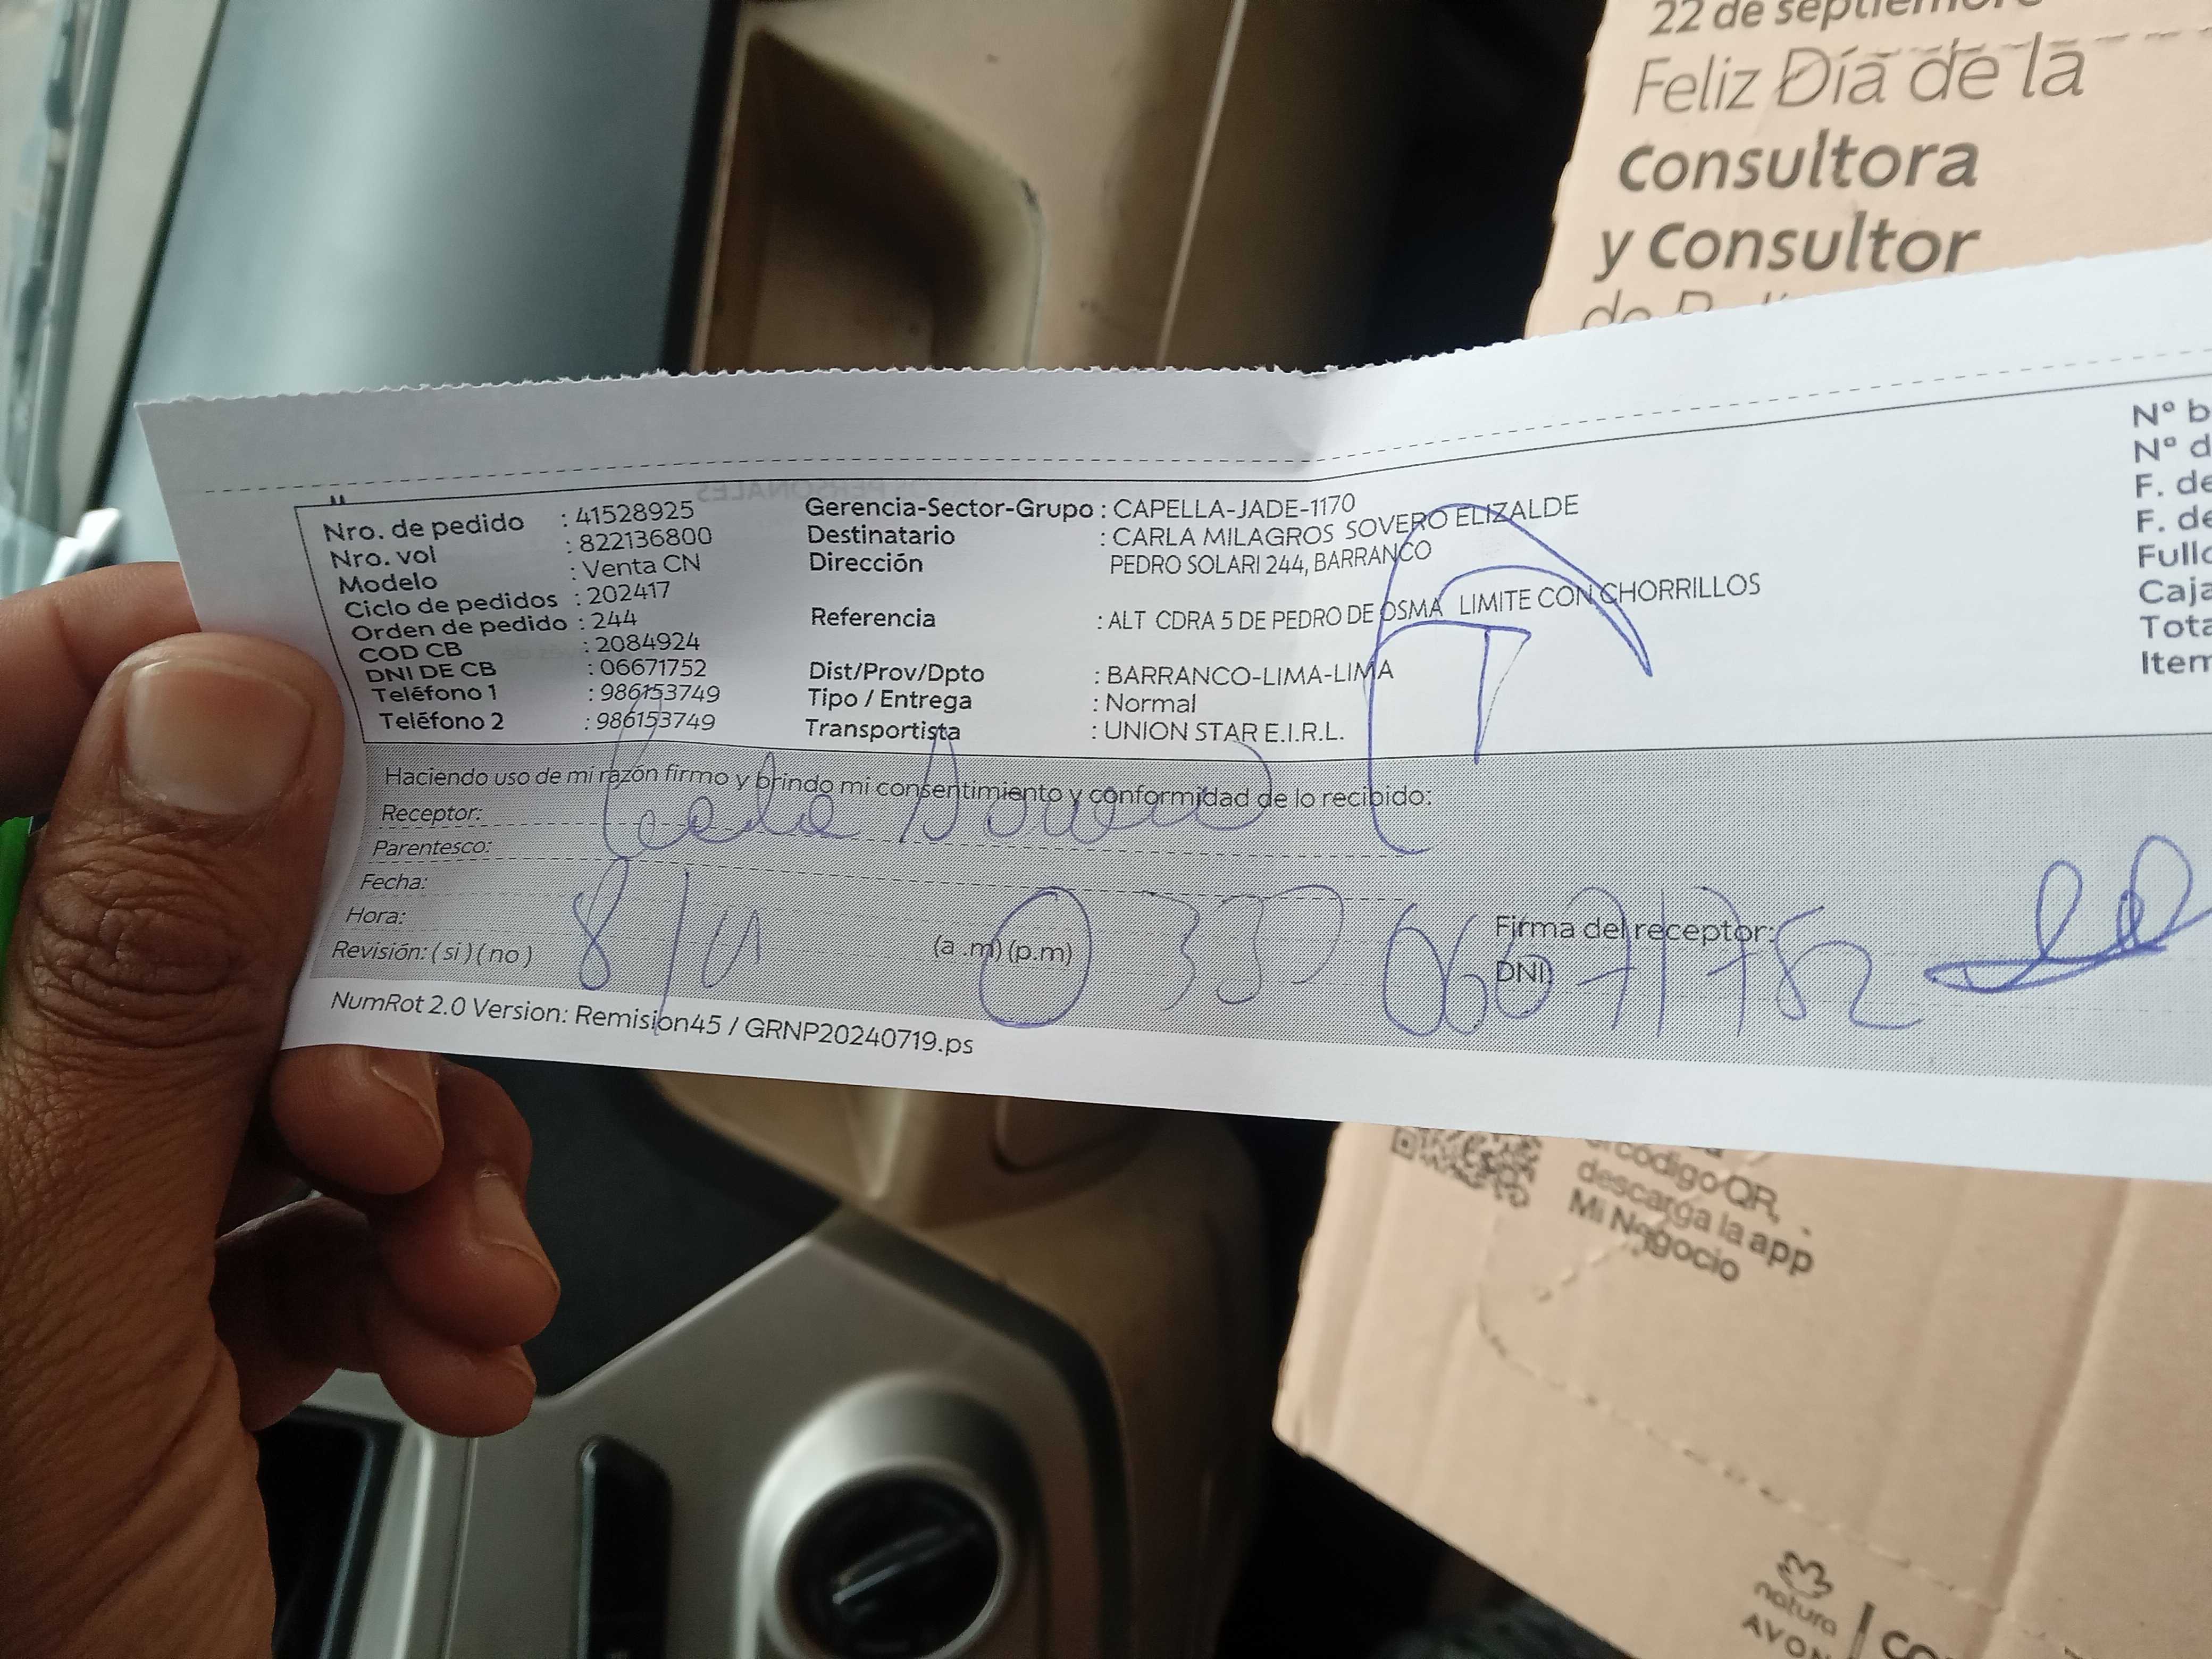 22 de septiembre
Feliz Día de la
consultora
y Consultor
de
Nro. de pedido : 41528925
Nro. vol : 822136800
Modelo : Venta CN
Ciclo de pedidos : 202417
Orden de pedido : 244
COD CB : 2084924
DNI DE CB : 06671752
Teléfono 1 : 986153749
Teléfono 2 : 986153749
Gerencia-Sector-Grupo : CAPELLA-JADE-1170
Destinatario : CARLA MILAGROS SOVERO ELIZALDE
Dirección PEDRO SOLARI 244, BARRANCO
Referencia : ALT CDRA 5 DE PEDRO DE OSMA LIMITE CON CHORRILLOS
Dist/Prov/Dpto : BARRANCO-LIMA-LIMA
Tipo / Entrega : Normal
Transportista : UNION STAR E.I.R.L.
Nº b
Nº d
F. de
F. de
Fullc
Caja
Tota
Item
Haciendo uso de mi razón firmo y brindo mi consentimiento y conformidad de lo recibido:
Receptor: Carla Sovero
Parentesco:
Fecha:
Hora:
Revisión: ( si ) ( no ) (a .m) (p.m)
Firma del receptor:
DNI: 06671752
NumRot 2.0 Version: Remision45 / GRNP20240719.ps
el código QR,
descarga la app
Mi Negocio
natura
AVON